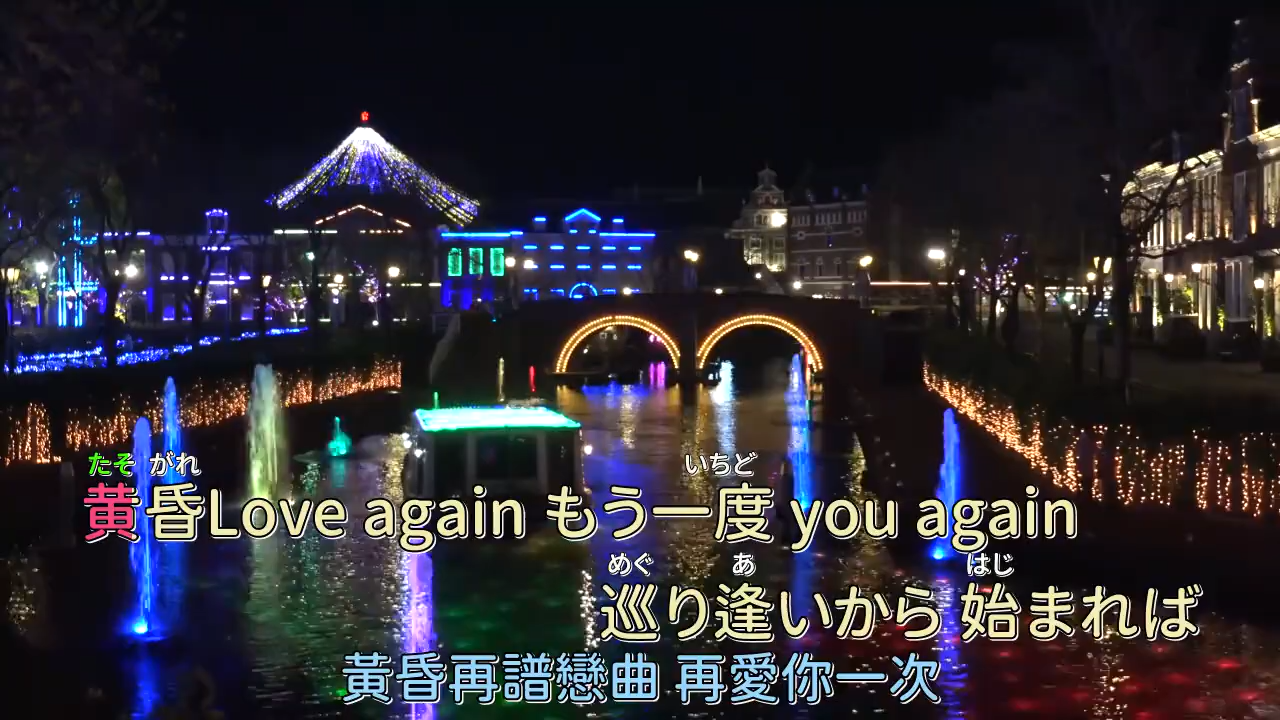 たそ がれ いちど
黄昏Love again もう一度 you again
めぐ あ はじ
巡り逢いから 始まれば
黃昏再譜戀曲 再愛你一次